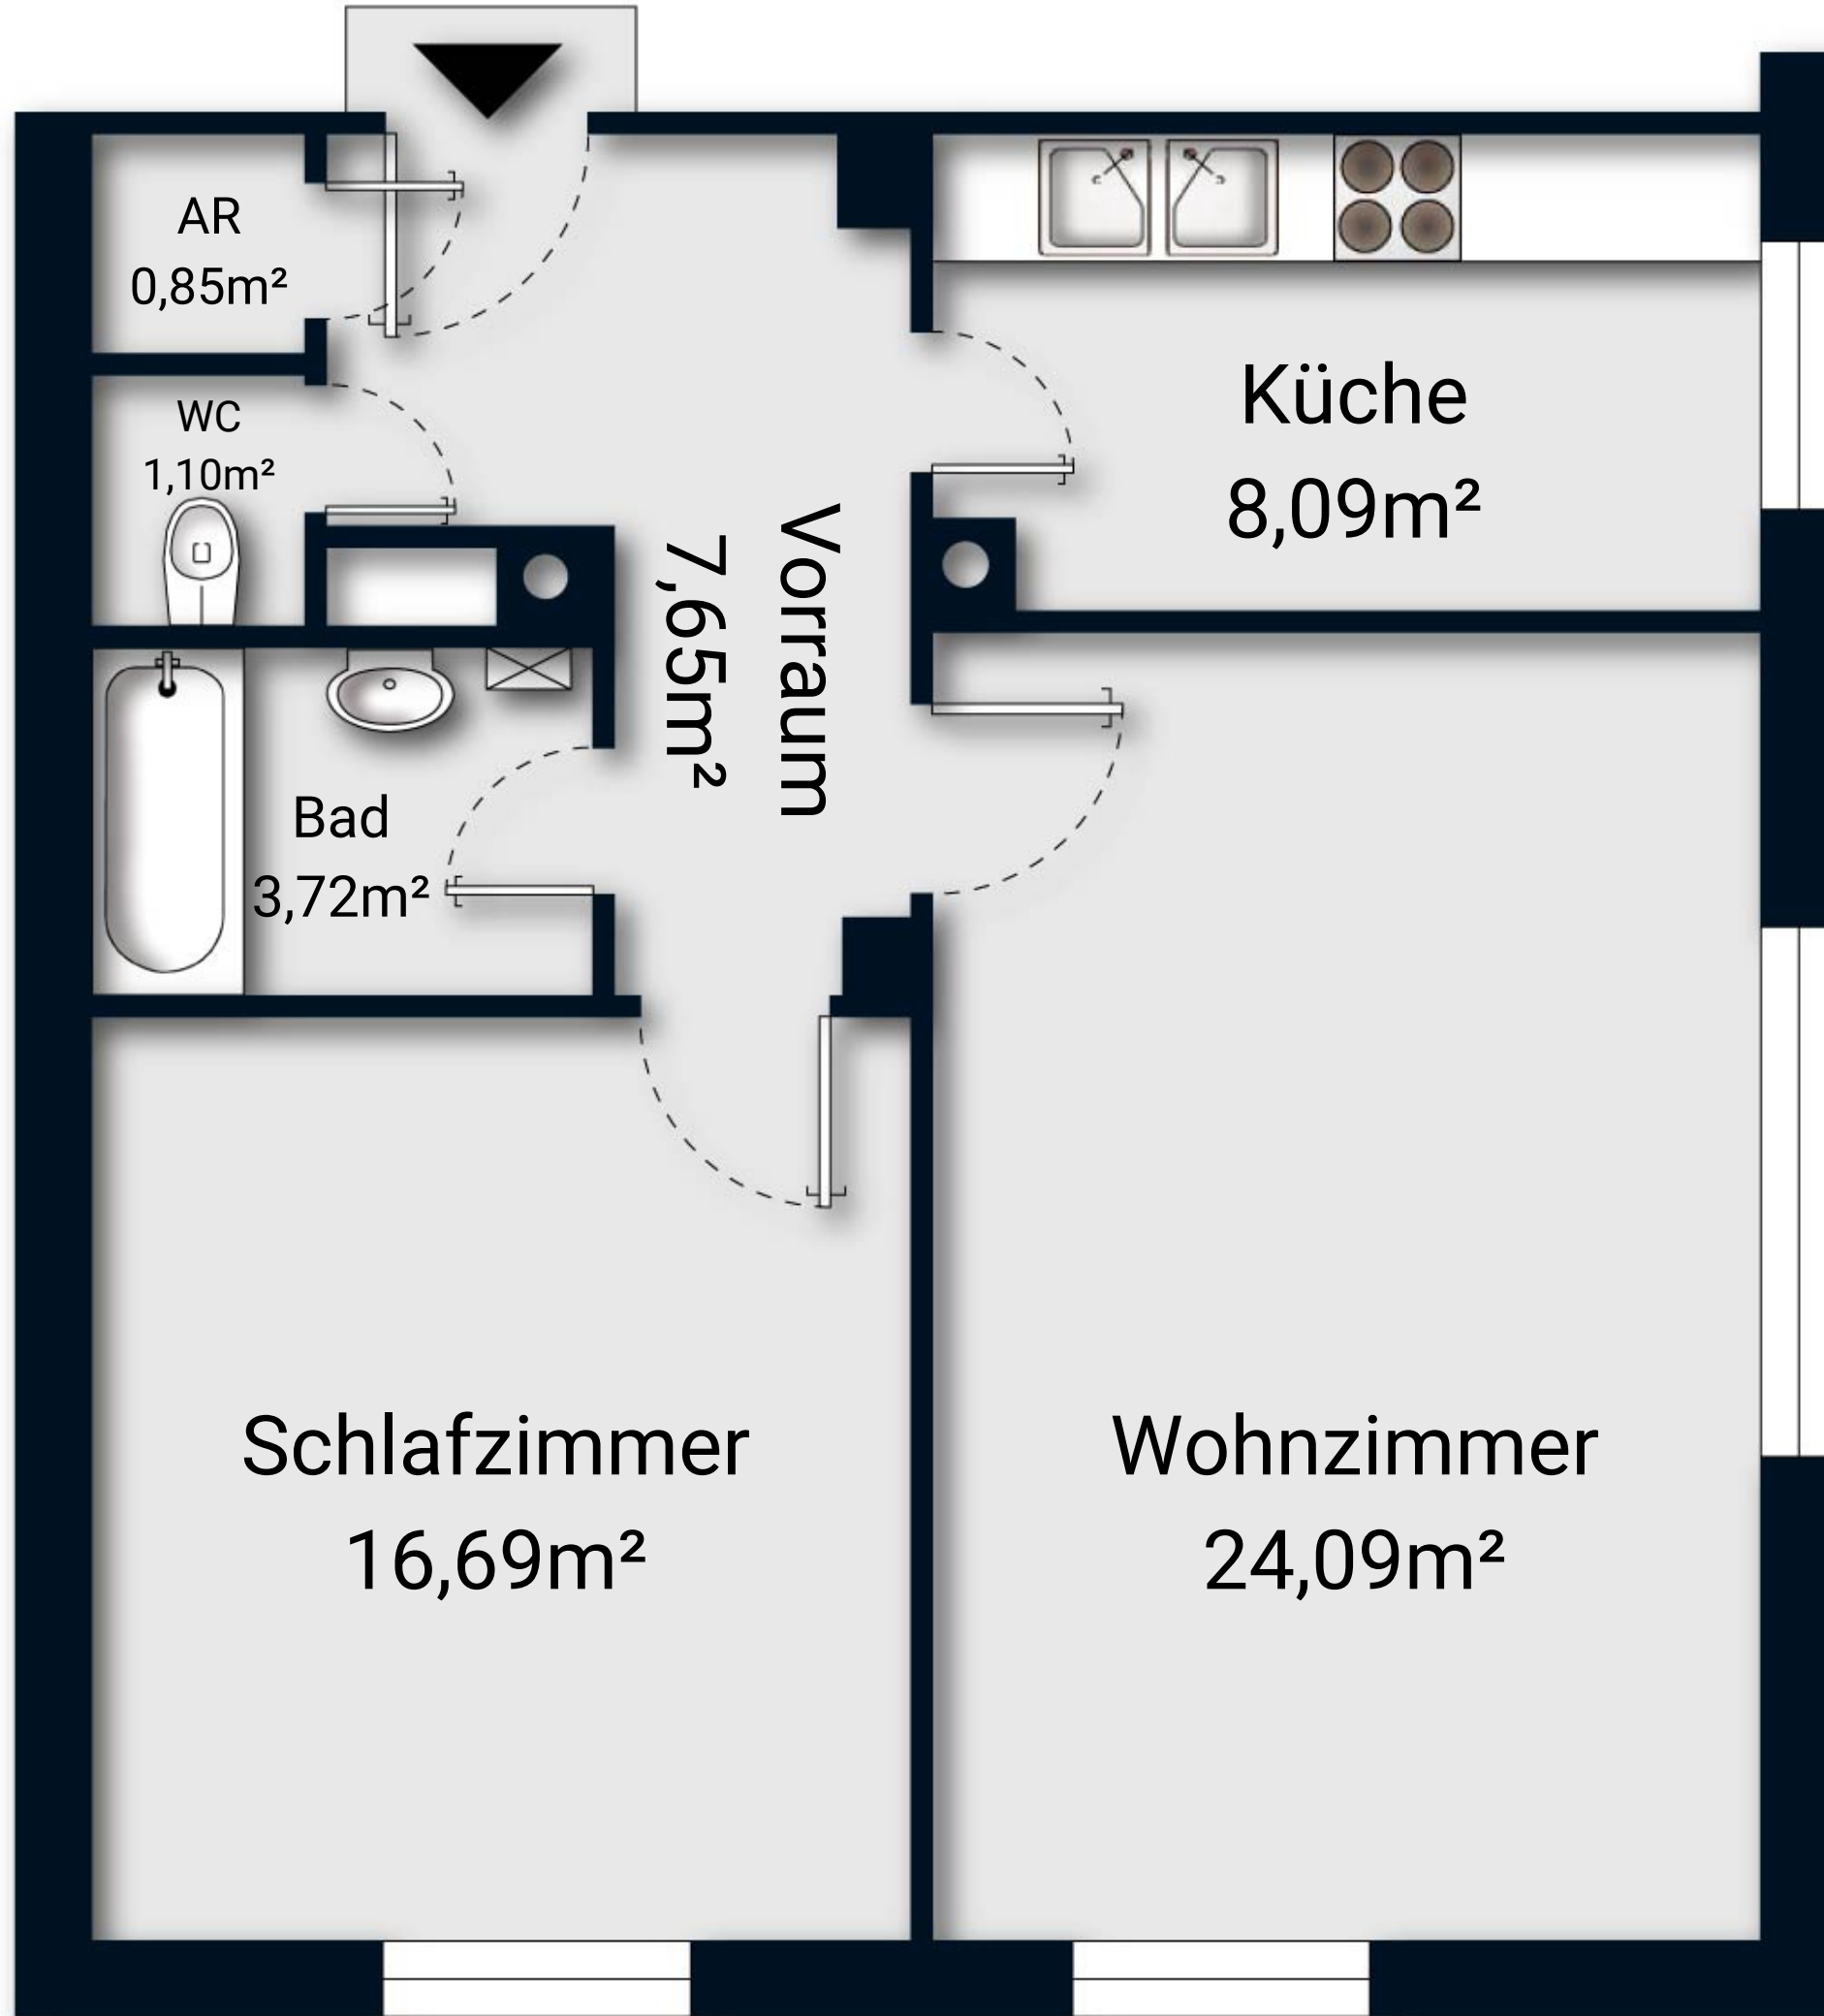 AR
0,85m²
WC
1,10m²
Küche
8,09m²
Vorraum
7,65m²
Bad
3,72m²
Schlafzimmer
16,69m²
Wohnzimmer
24,09m²